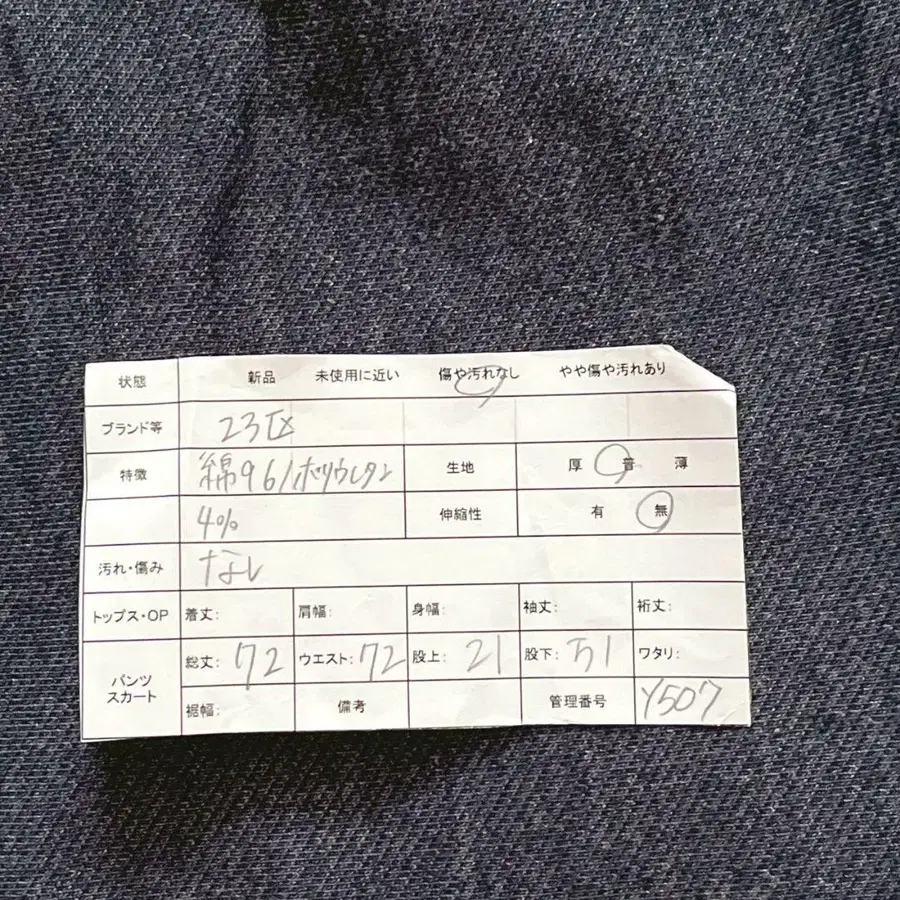 状態 新品 未使用に近い 傷や汚れなし やや傷や汚れあり
ブランド等 23区
特徴 綿96/ポリウレタン 生地 厚 普 薄
4% 伸縮性 有 無
汚れ・傷み なし
トップス・OP 着丈: 肩幅: 身幅: 袖丈: 裄丈:
パンツ スカート 総丈: 72 ウエスト: 72 股上: 21 股下: 51 ワタリ:
裾幅: 備考 管理番号 Y507